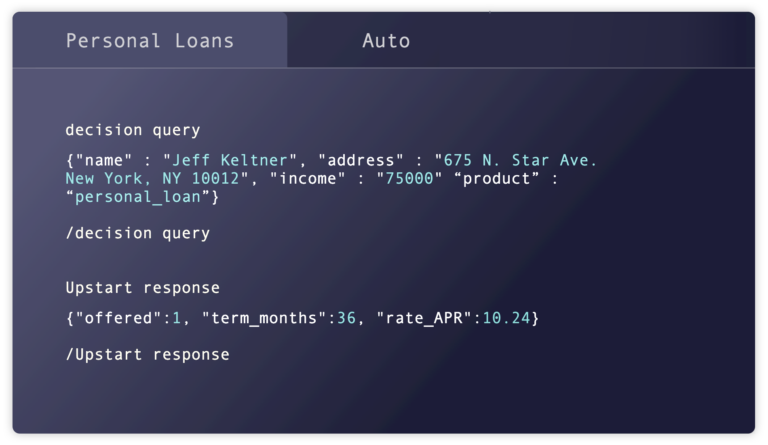 Personal Loans
Auto
decision query
{"name" : "Jeff Keltner", "address" : "675 N. Star Ave.
New York, NY 10012", "income" : "75000" “product” :
“personal_loan”}
/decision query
Upstart response
{"offered":1, "term_months":36, "rate_APR":10.24}
/Upstart response